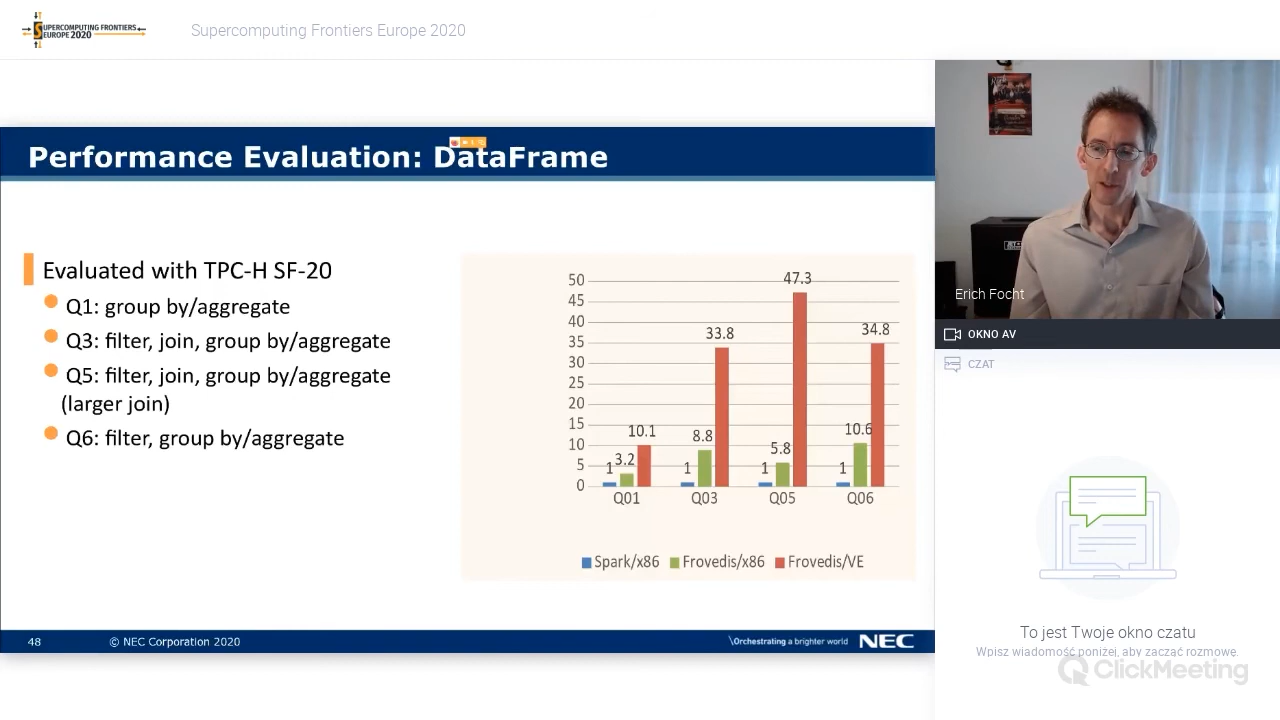 SUPERCOMPUTING FRONTIERS
EUROPE 2020
Supercomputing Frontiers Europe 2020
Performance Evaluation: DataFrame
Evaluated with TPC-H SF-20
Q1: group by/aggregate
Q3: filter, join, group by/aggregate
Q5: filter, join, group by/aggregate
(larger join)
Q6: filter, group by/aggregate
50
45
40
35
30
25
20
15
10
5
0
1 3.2 10.1
1 8.8 33.8
1 5.8 47.3
1 10.6 34.8
Q01 Q03 Q05 Q06
Spark/x86 Frovedis/x86 Frovedis/VE
48 © NEC Corporation 2020 \Orchestrating a brighter world NEC
Erich Focht
OKNO AV
CZAT
To jest Twoje okno czatu
Wpisz wiadomość poniżej, aby zacząć rozmowę.
ClickMeeting